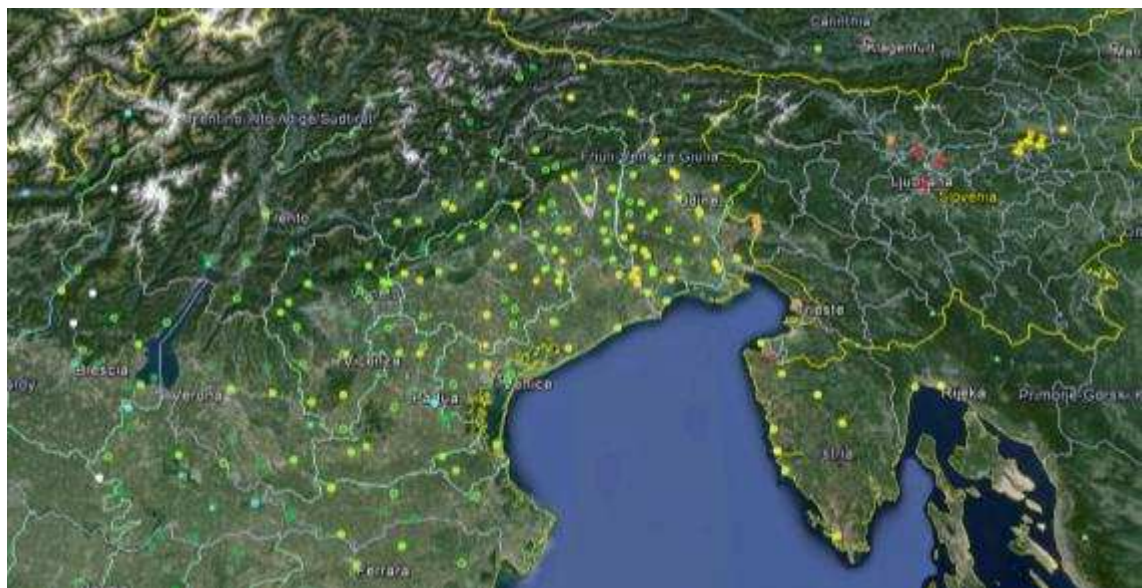 Carinthia
Klagenfurt
Trentino-Alto Adige/Südtirol
Friuli-Venezia Giulia
Ljubljana
Slovenia
Udine
Trento
Trieste
Vicenza
Brescia
Venice
Verona
Padua
Rijeka
Istria
Ferrara